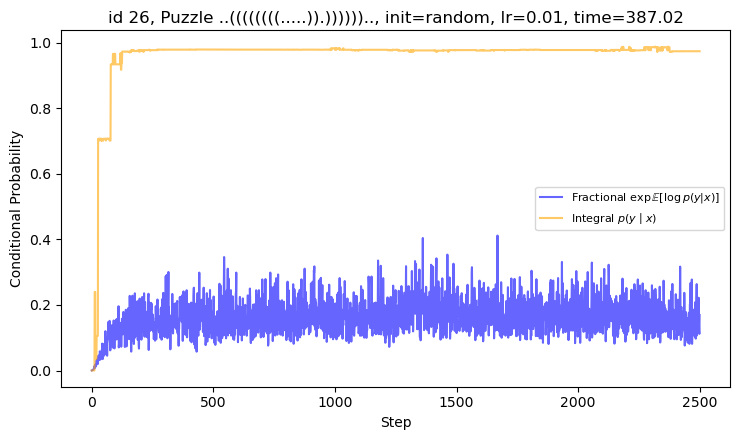 id 26, Puzzle ..((((((((.....)).)))))).., init=random, lr=0.01, time=387.02
Conditional Probability
1.0
0.8
0.6
0.4
0.2
0.0
Fractional exp𝔼[log p(y|x)]
Integral p(y | x)
0
500
1000
1500
2000
2500
Step